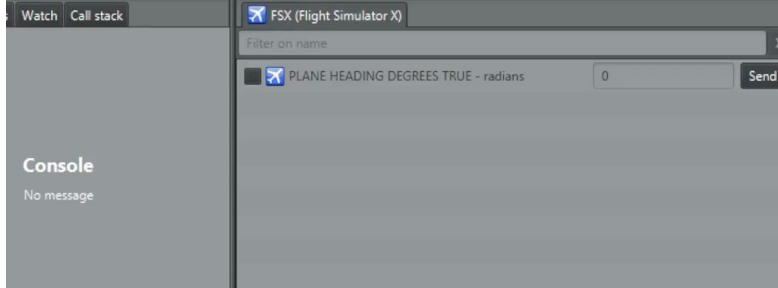 Watch Call stack
FSX (Flight Simulator X)
Filter on name
PLANE HEADING DEGREES TRUE - radians 0 Send
Console
No message